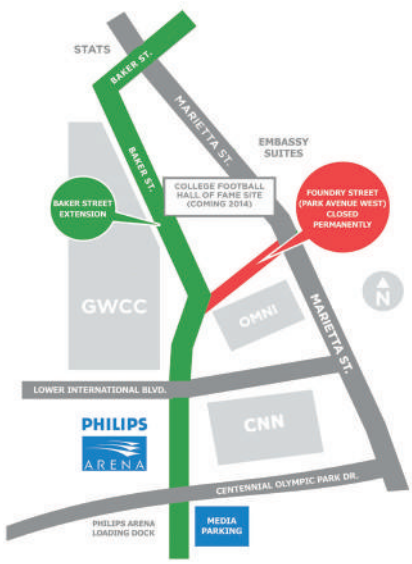 STATS
BAKER ST.
MARIETTA ST.
EMBASSY
SUITES
BAKER ST.
COLLEGE FOOTBALL
HALL OF FAME SITE
(COMING 2014)
FOUNDRY STREET
(PARK AVENUE WEST)
CLOSED
PERMANENTLY
BAKER STREET
EXTENSION
GWCC
OMNI
N
MARIETTA ST.
LOWER INTERNATIONAL BLVD.
PHILIPS
ARENA
CNN
CENTENNIAL OLYMPIC PARK DR.
PHILIPS ARENA
LOADING DOCK
MEDIA
PARKING